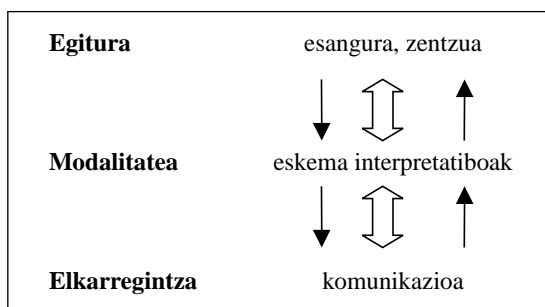 Egitura esangura, zentzua
Modalitatea eskema interpretatiboak
Elkarregintza komunikazioa